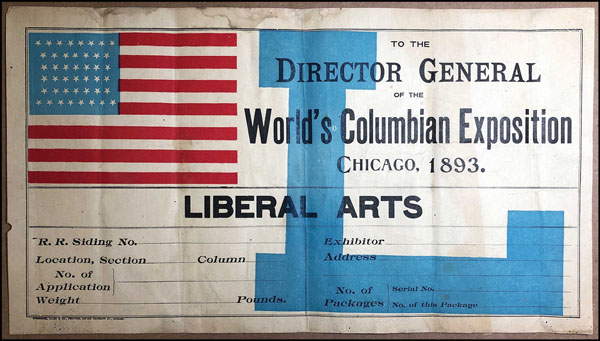 TO THE
DIRECTOR GENERAL
OF THE
World's Columbian Exposition
CHICAGO, 1893.
L
LIBERAL ARTS
R. R. Siding No.
Exhibitor
Location, Section Column
Address
No. of
Application
Weight Pounds.
No. of
Packages
Serial No.
No. of this Package